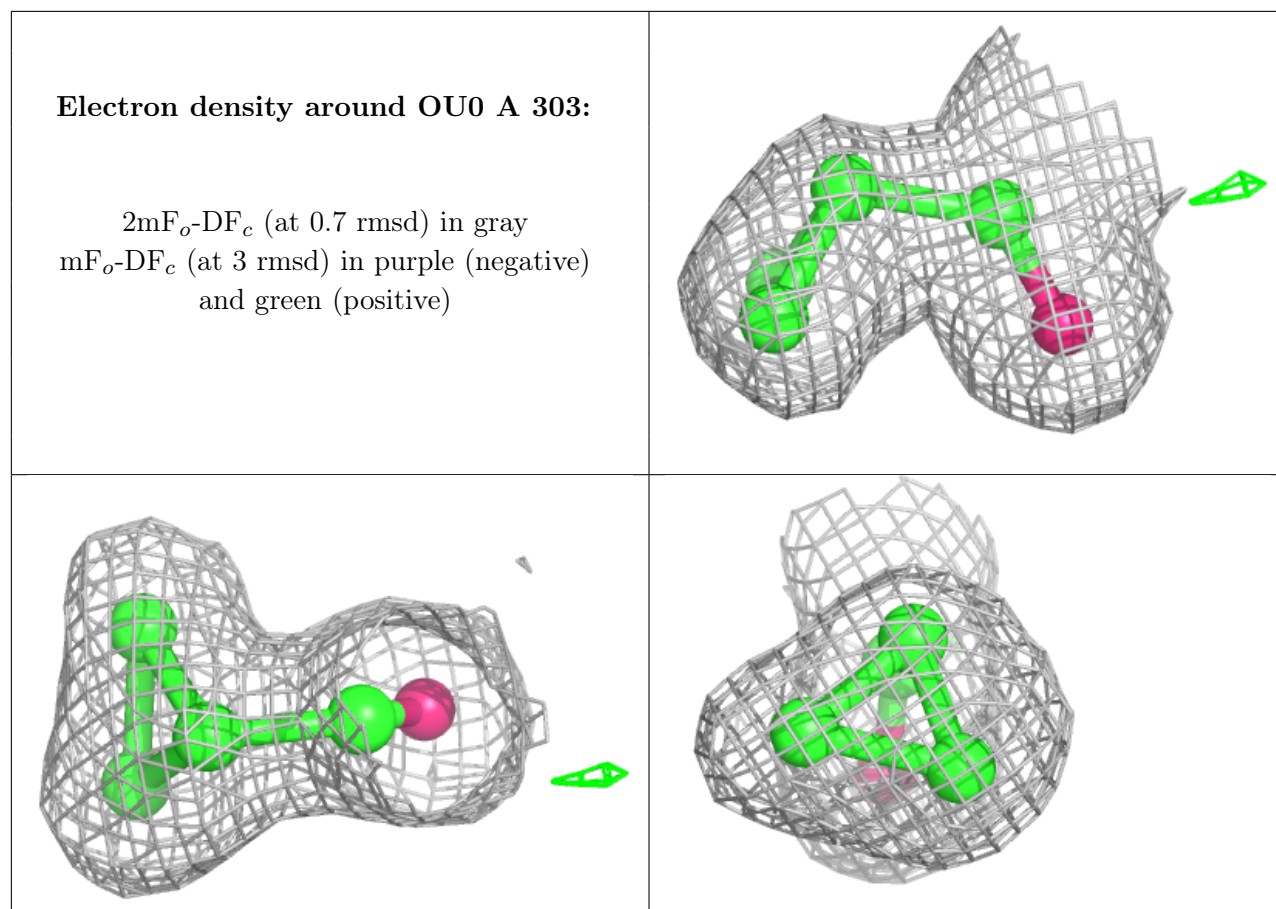 Electron density around OU0 A 303:
2mFo-DFc (at 0.7 rmsd) in gray
mFo-DFc (at 3 rmsd) in purple (negative)
and green (positive)